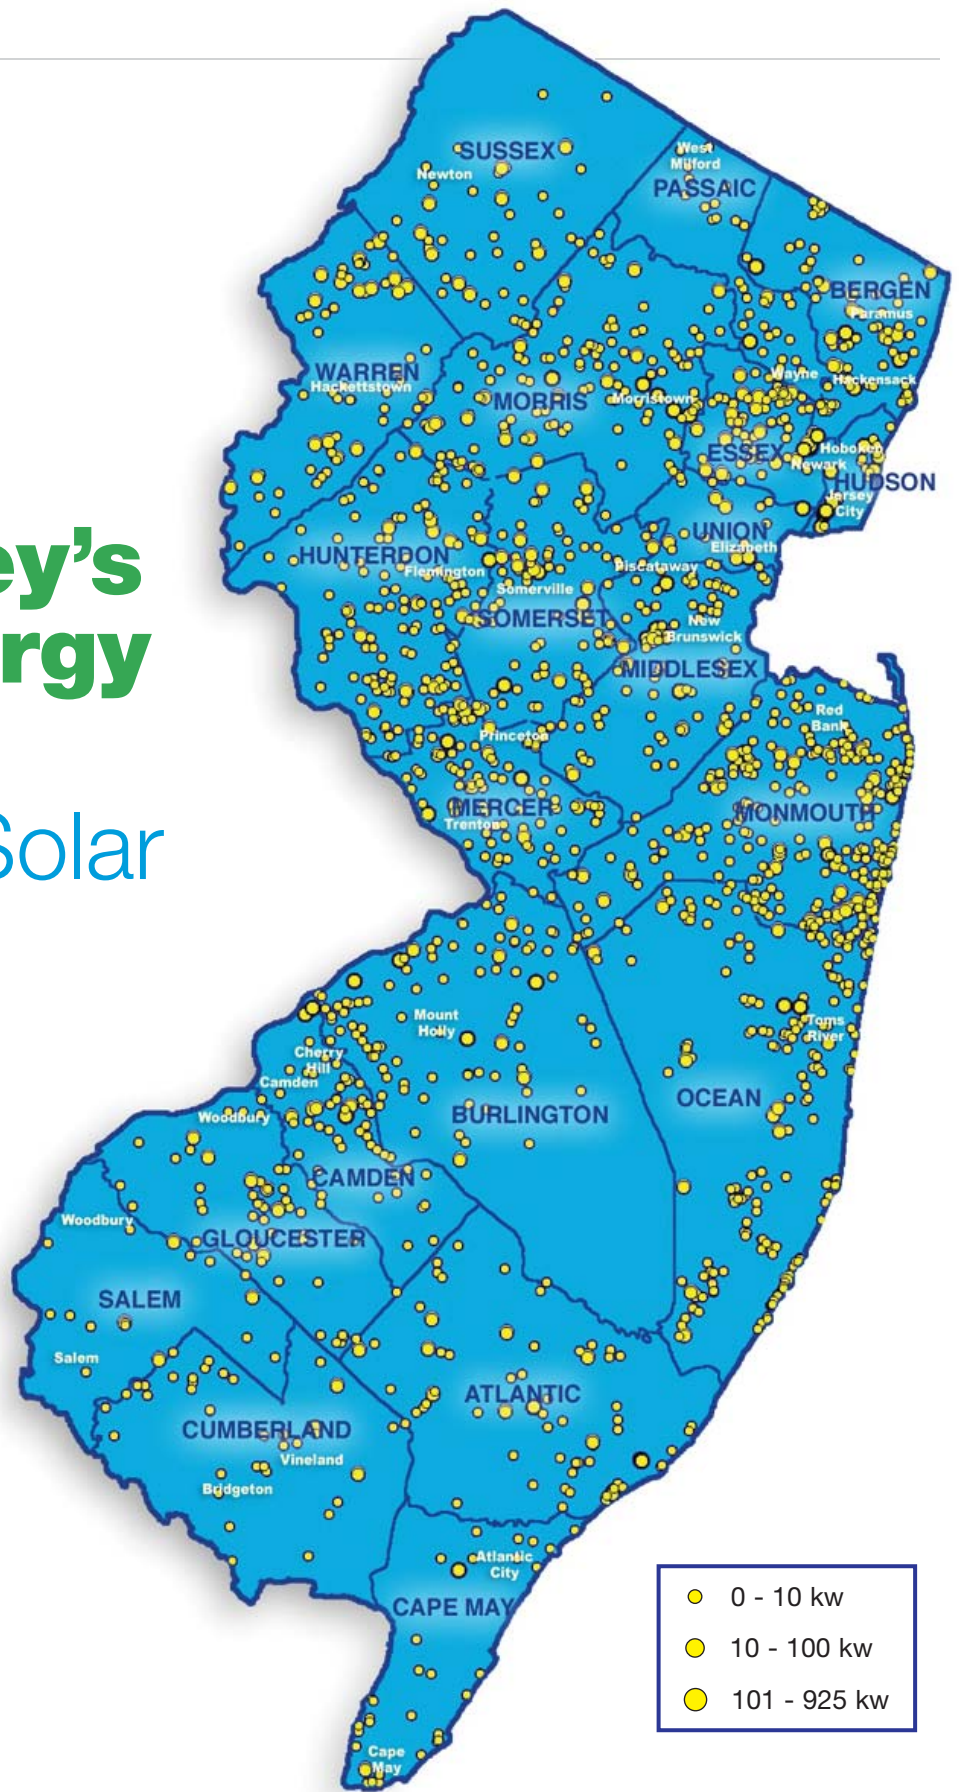 SUSSEX
Newton
West
Milford
PASSAIC
BERGEN
Paramus
WARREN
Hackettstown
Wayne
Hackensack
MORRIS
Morristown
ESSEX
Hoboken
Newark
HUDSON
Jersey
City
ey's
ergy
Solar
UNION
Elizabeth
HUNTERDON
Flemington
Piscataway
Somerville
SOMERSET
New
Brunswick
MIDDLESEX
Red
Bank
Princeton
MERCER
Trenton
MONMOUTH
Mount
Holly
Toms
River
Cherry
Hill
Camden
OCEAN
BURLINGTON
Woodbury
CAMDEN
Woodbury
GLOUCESTER
SALEM
Salem
ATLANTIC
CUMBERLAND
Vineland
Bridgeton
Atlantic
City
CAPE MAY
Cape
May
0 - 10 kw
10 - 100 kw
101 - 925 kw